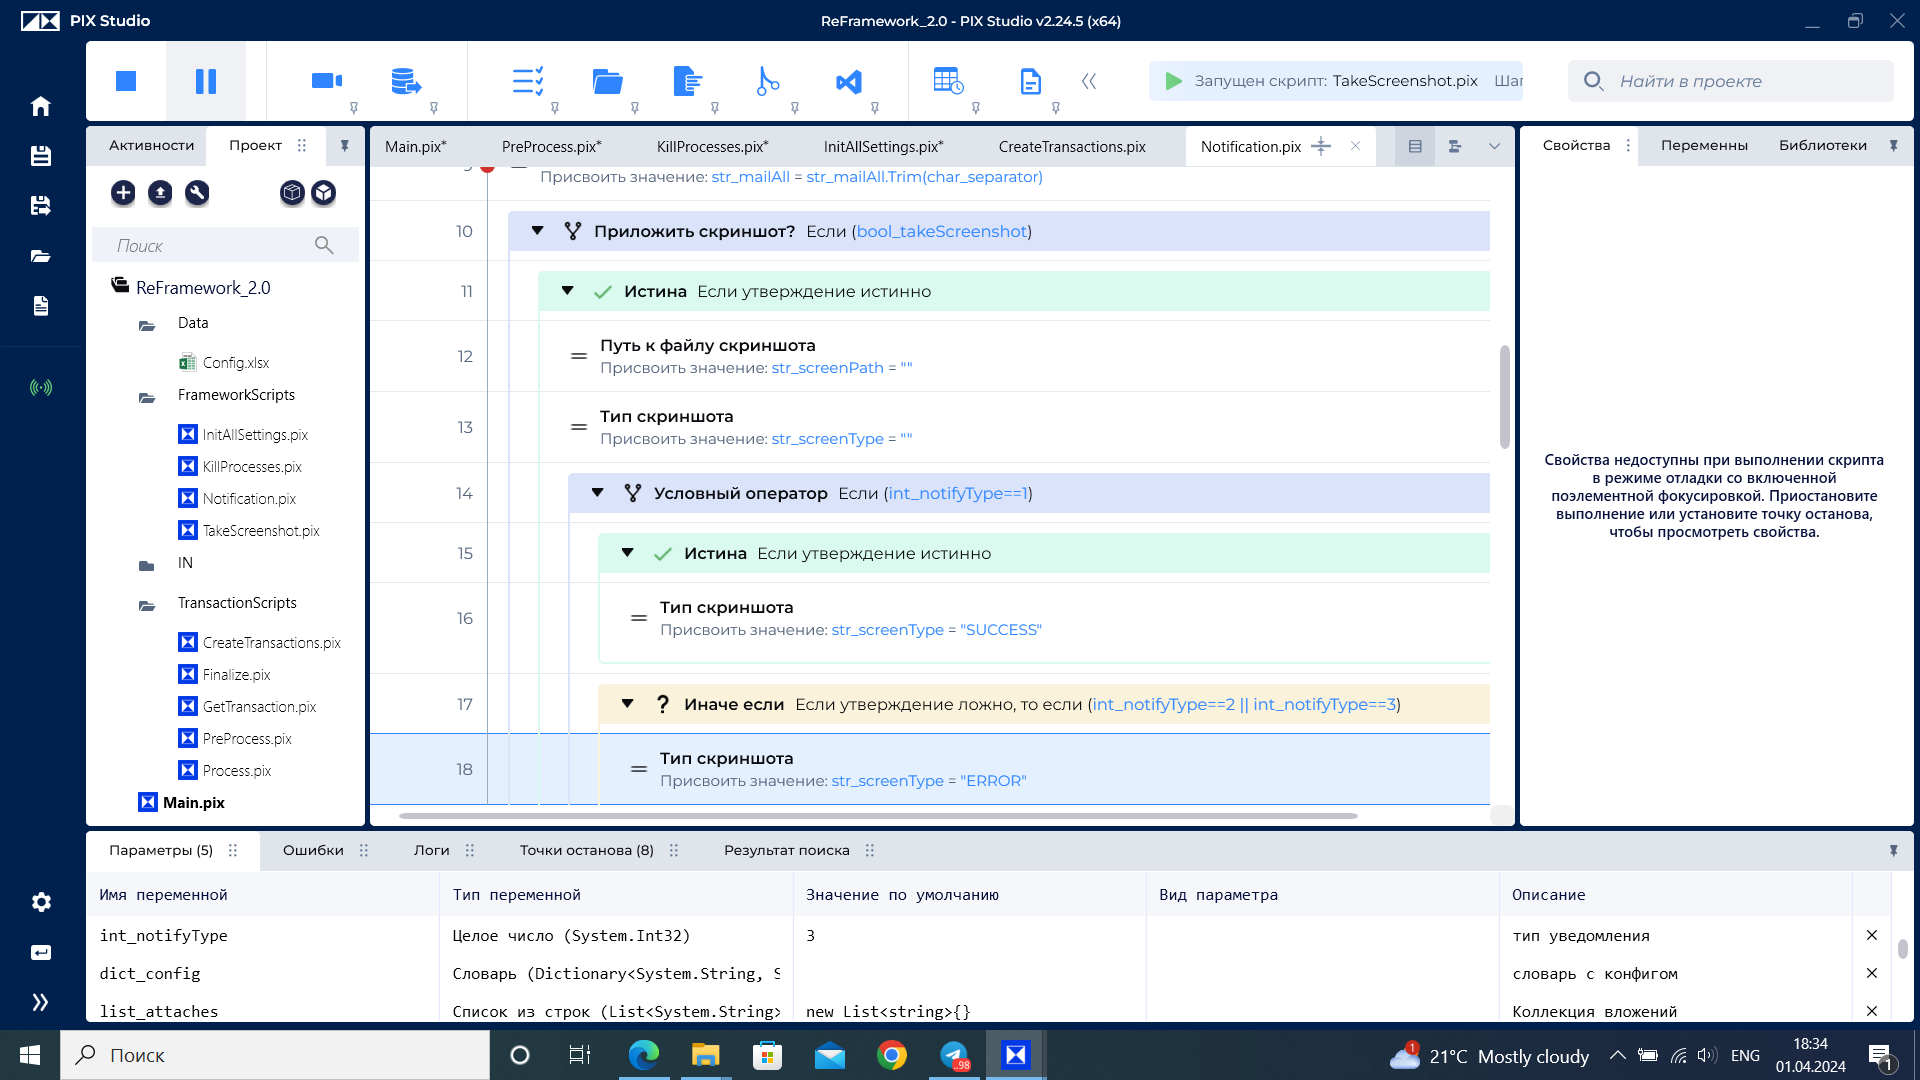 PIX Studio
ReFramework_2.0 - PIX Studio v2.24.5 (x64)
Запущен скрипт: TakeScreenshot.pix Шаг
Найти в проекте
Активности
Проект
Main.pix*
PreProcess.pix*
KillProcesses.pix*
InitAllSettings.pix*
CreateTransactions.pix
Notification.pix
Свойства
Переменны
Библиотеки
Поиск
ReFramework_2.0
Data
Config.xlsx
FrameworkScripts
InitAllSettings.pix
KillProcesses.pix
Notification.pix
TakeScreenshot.pix
IN
TransactionScripts
CreateTransactions.pix
Finalize.pix
GetTransaction.pix
PreProcess.pix
Process.pix
Main.pix
Присвоить значение: str_mailAll = str_mailAll.Trim(char_separator)
10 Приложить скриншот? Если (bool_takeScreenshot)
11 Истина Если утверждение истинно
12 Путь к файлу скриншота
Присвоить значение: str_screenPath = ""
13 Тип скриншота
Присвоить значение: str_screenType = ""
14 Условный оператор Если (int_notifyType==1)
15 Истина Если утверждение истинно
16 Тип скриншота
Присвоить значение: str_screenType = "SUCCESS"
17 ? Иначе если Если утверждение ложно, то если (int_notifyType==2 || int_notifyType==3)
18 Тип скриншота
Присвоить значение: str_screenType = "ERROR"
Свойства недоступны при выполнении скрипта
в режиме отладки со включенной
поэлементной фокусировкой. Приостановите
выполнение или установите точку останова,
чтобы просмотреть свойства.
Параметры (5)
Ошибки
Логи
Точки останова (8)
Результат поиска
Имя переменной Тип переменной Значение по умолчанию Вид параметра Описание
int_notifyType Целое число (System.Int32) 3 тип уведомления
dict_config Словарь (Dictionary<System.String, S словарь с конфигом
list_attaches Список из строк (List<System.String> new List<string>{} Коллекция вложений
Поиск
.98
1
21°C Mostly cloudy
ENG
18:34
01.04.2024
1